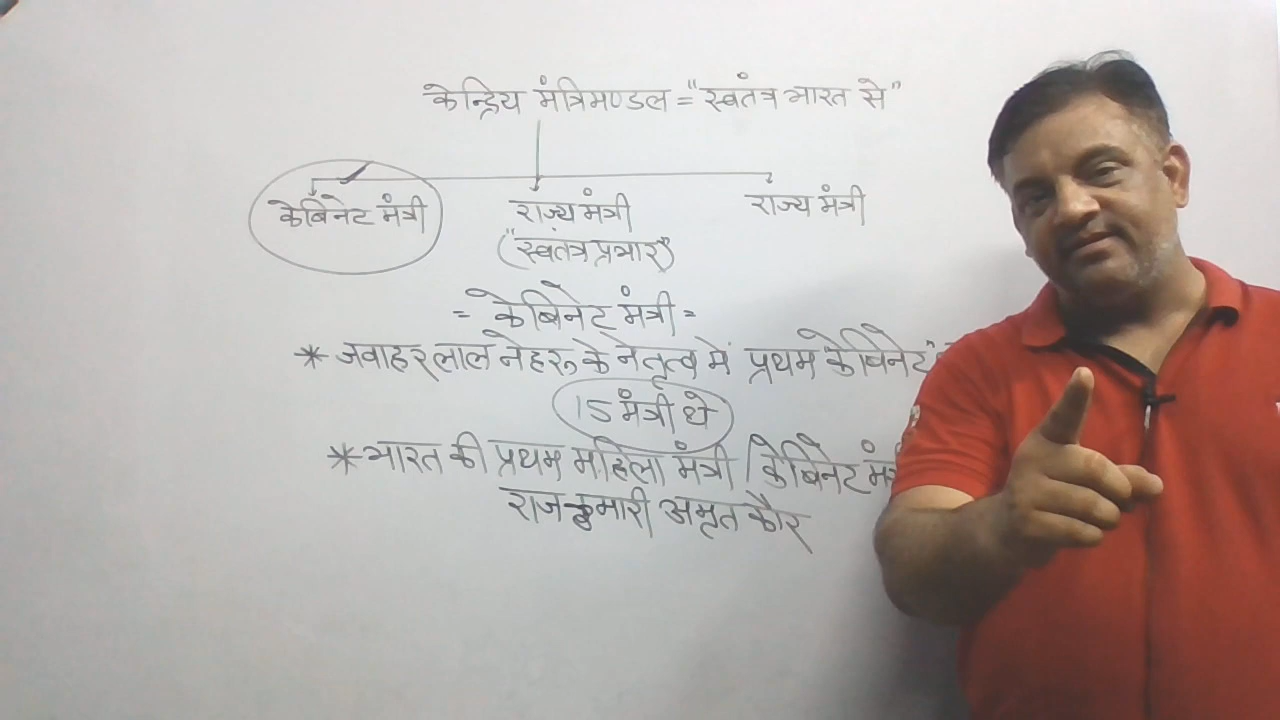 केन्द्रिय मंत्रिमण्डल = "स्वतंत्र भारत से"
केबिनेट मंत्री राज्य मंत्री राज्य मंत्री
("स्वतंत्र प्रभार")
= केबिनेट मंत्री =
* जवाहरलाल नेहरू के नेतृत्व में प्रथम केबिनेट"
15 मंत्री थे
* भारत की प्रथम महिला मंत्री / केबिनेट
राजकुमारी अमृत कौर